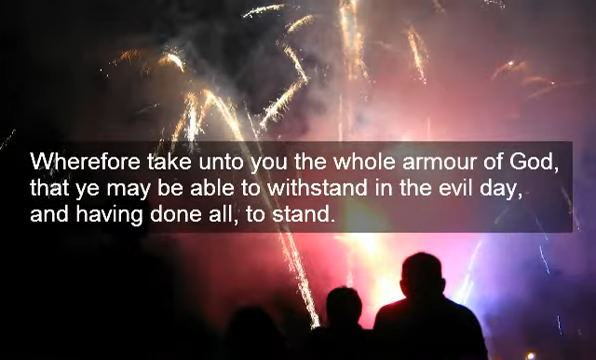 Wherefore take unto you the whole armour of God,
that ye may be able to withstand in the evil day,
and having done all, to stand.